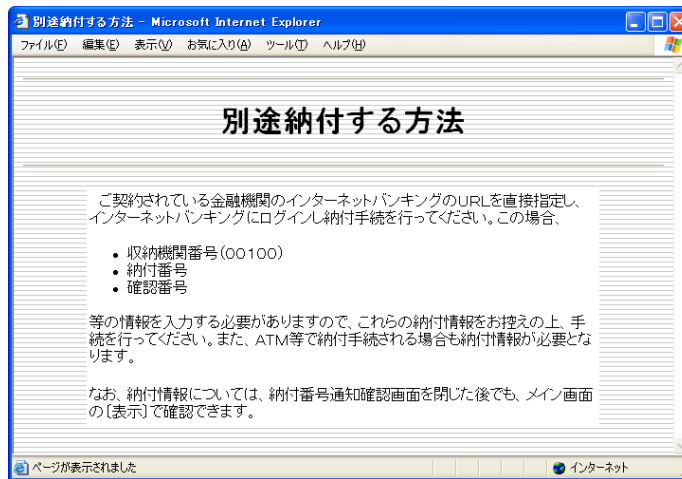 別途納付する方法 - Microsoft Internet Explorer
ファイル(F) 編集(E) 表示(V) お気に入り(A) ツール(T) ヘルプ(H)
別途納付する方法
ご契約されている金融機関のインターネットバンキングのURLを直接指定し、
インターネットバンキングにログインし納付手続を行ってください。この場合、
• 収納機関番号(00100)
• 納付番号
• 確認番号
等の情報を入力する必要がありますので、これらの納付情報をお控えの上、手
続を行ってください。また、ATM等で納付手続される場合も納付情報が必要とな
ります。
なお、納付情報については、納付番号通知確認画面を閉じた後でも、メイン画面
の〔表示〕で確認できます。
ページが表示されました インターネット